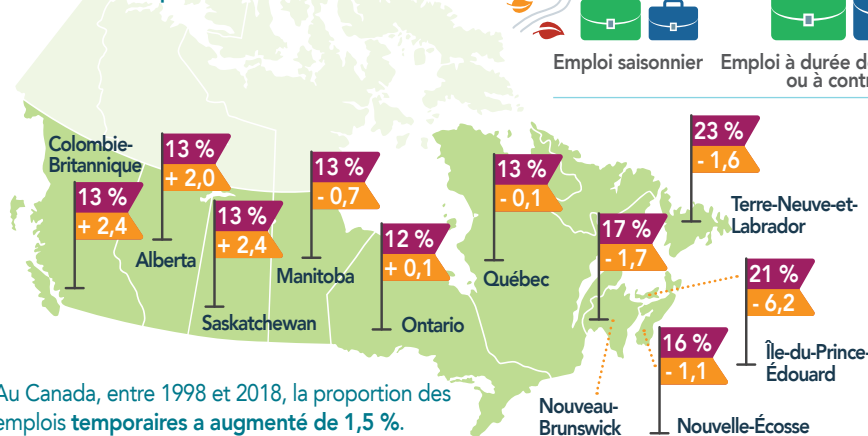 Emploi saisonnier
Emploi à durée d
ou à contr
Colombie-
Britannique
13 %
+ 2,4
13 %
+ 2,0
Alberta
13 %
+ 2,4
Saskatchewan
13 %
- 0,7
Manitoba
12 %
+ 0,1
Ontario
13 %
- 0,1
Québec
17 %
- 1,7
Nouveau-
Brunswick
23 %
- 1,6
Terre-Neuve-et-
Labrador
21 %
- 6,2
Île-du-Prince-
Édouard
16 %
- 1,1
Nouvelle-Écosse
Au Canada, entre 1998 et 2018, la proportion des
emplois temporaires a augmenté de 1,5 %.